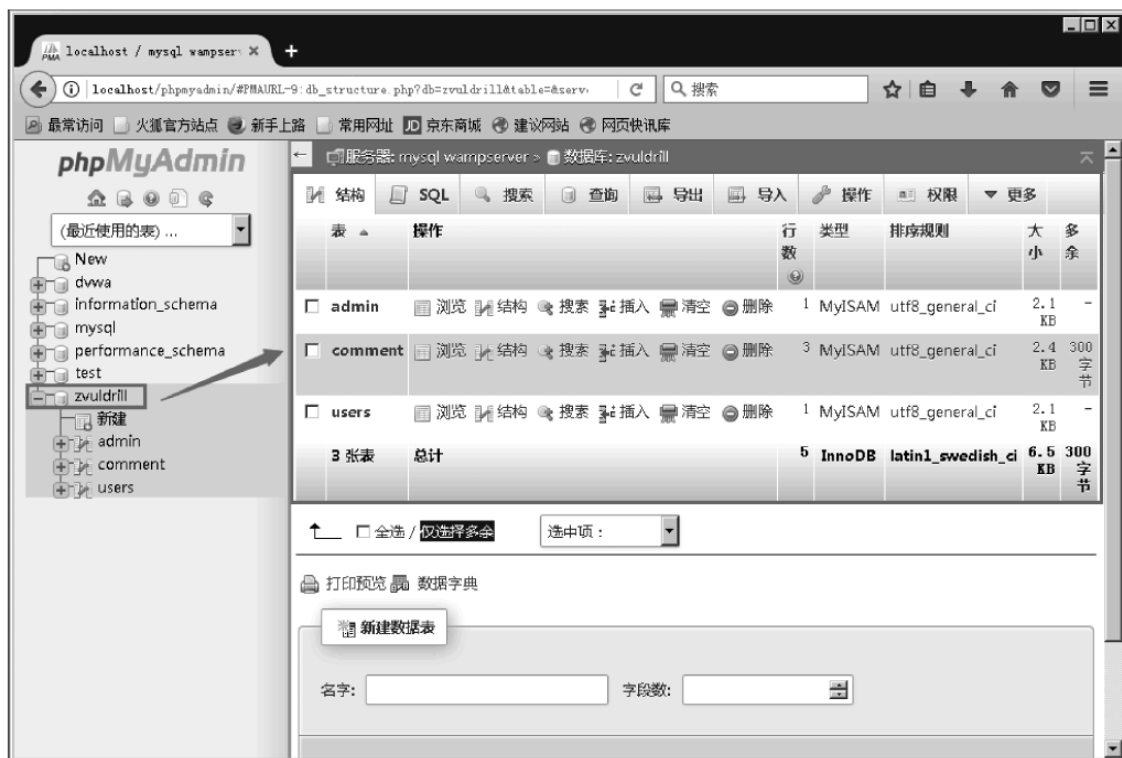 localhost / mysql wampser
localhost/phpmyadmin/#PMAURL-9:db_structure.php?db=zvuldrill&table=&serv
搜索
最常访问 火狐官方站点 新手上路 常用网址 JD 京东商城 建议网站 网页快讯库
phpMyAdmin
(最近使用的表) ...
New
dvwa
information_schema
mysql
performance_schema
test
zvuldrill
新建
admin
comment
users
服务器: mysql wampserver » 数据库: zvuldrill
结构 SQL 搜索 查询 导出 导入 操作 权限 更多
表 操作 行数 类型 排序规则 大小 多余
admin 浏览 结构 搜索 插入 清空 删除 1 MyISAM utf8_general_ci 2.1 KB -
comment 浏览 结构 搜索 插入 清空 删除 3 MyISAM utf8_general_ci 2.4 KB 300 字节
users 浏览 结构 搜索 插入 清空 删除 1 MyISAM utf8_general_ci 2.1 KB -
3 张表 总计 5 InnoDB latin1_swedish_ci 6.5 KB 300 字节
全选 / 仅选择多余 选中项：
打印预览 数据字典
新建数据表
名字: 字段数: